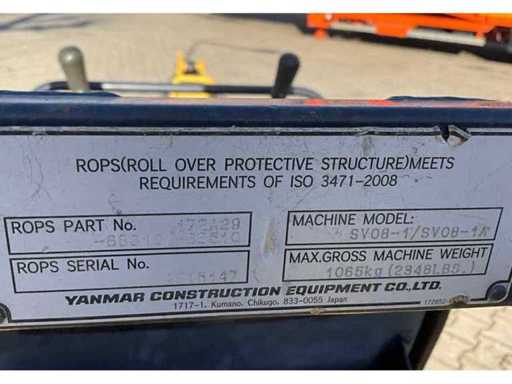 ROPS(ROLL OVER PROTECTIVE STRUCTURE)MEETS
REQUIREMENTS OF ISO 3471-2008
ROPS PART No.
ROPS SERIAL No.
MACHINE MODEL:
SV08-1/SV08-1A
MAX.GROSS MACHINE WEIGHT
1065kg(2348LBS.)
YANMAR CONSTRUCTION EQUIPMENT CO.,LTD.
1717-1, Kumano, Chikugo, 833-0055 Japan